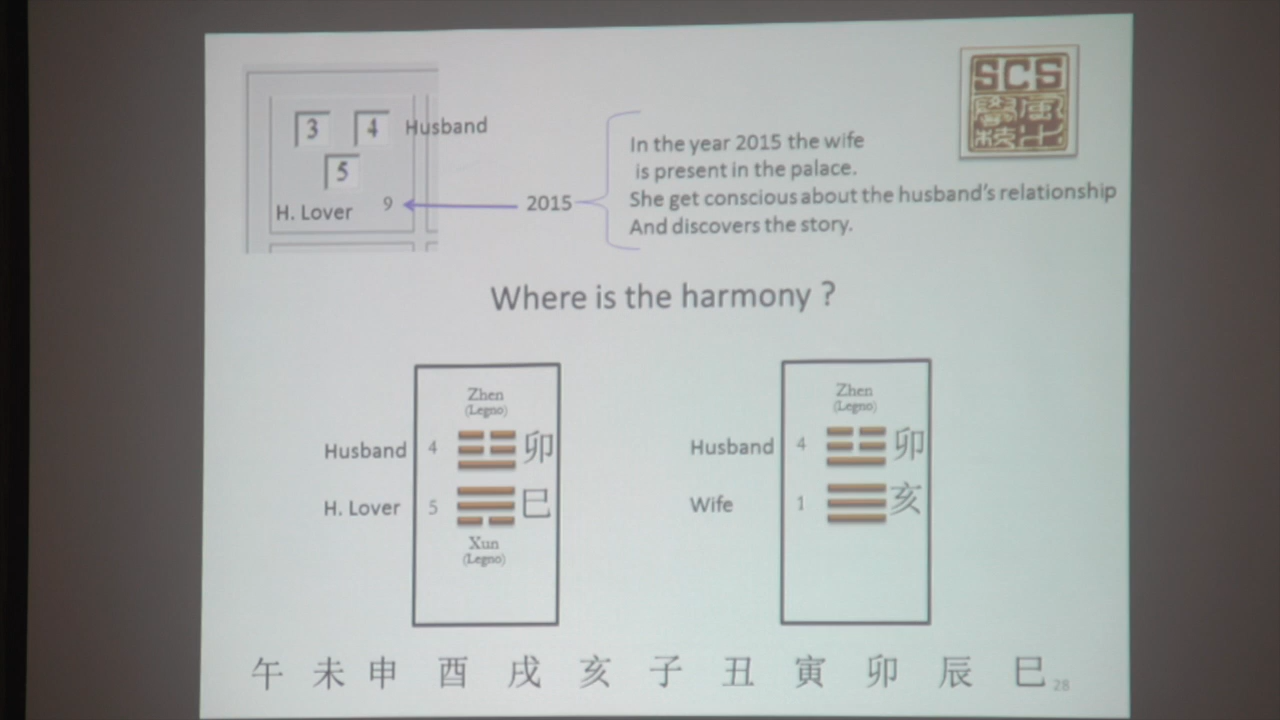 3 4 Husband
5
H. Lover 9
2015
In the year 2015 the wife
is present in the palace.
She get conscious about the husband's relationship
And discovers the story.
SCS
Where is the harmony ?
Zhen
(Legno)
Husband 4 卯
H. Lover 5 巳
Xun
(Legno)
Zhen
(Legno)
Husband 4 卯
Wife 1 亥
午 未 申 酉 戌 亥 子 丑 寅 卯 辰 巳
28